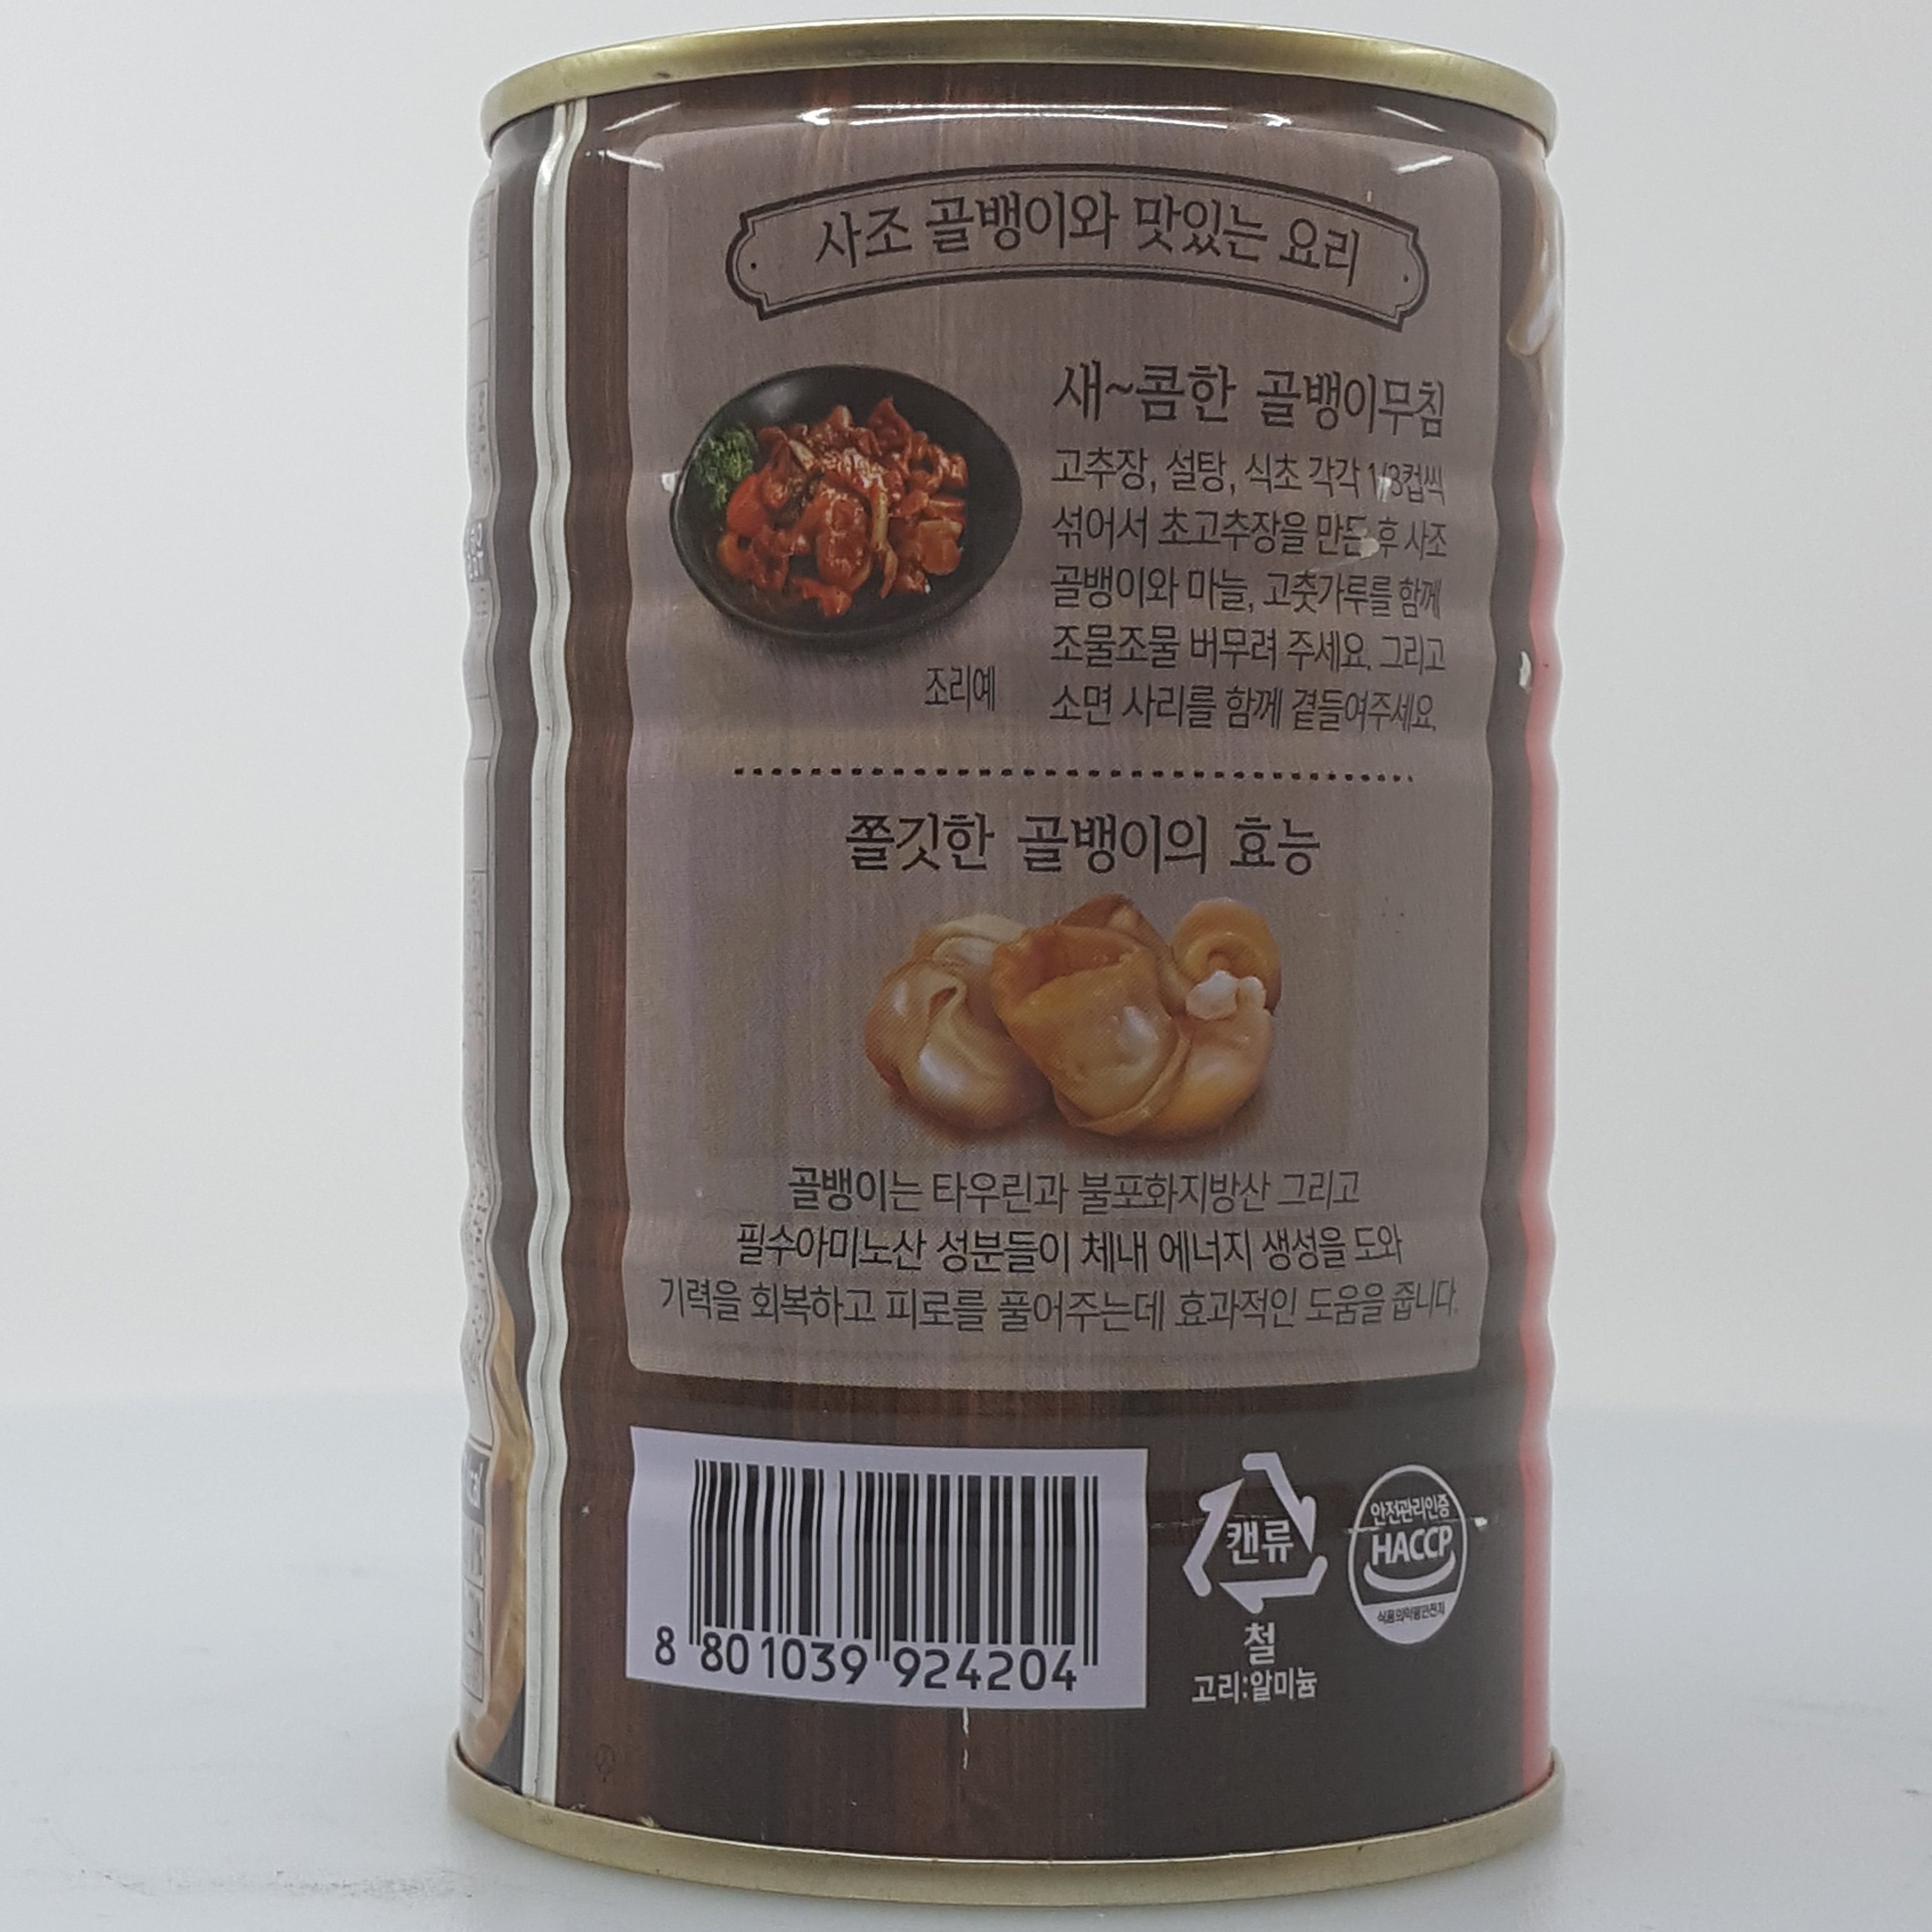 사조 골뱅이와 맛있는 요리
새~콤한 골뱅이무침
고추장, 설탕, 식초 각각 1/3컵씩
섞어서 초고추장을 만든 후 사조
골뱅이와 마늘, 고춧가루를 함께
조물조물 버무려 주세요. 그리고
소면 사리를 함께 곁들여주세요.
조리예
쫄깃한 골뱅이의 효능
골뱅이는 타우린과 불포화지방산 그리고
필수아미노산 성분들이 체내 에너지 생성을 도와
기력을 회복하고 피로를 풀어주는데 효과적인 도움을 줍니다.
8 801039 924204
캔류
철
고리:알미늄
안전관리인증
HACCP
식품의약품안전처